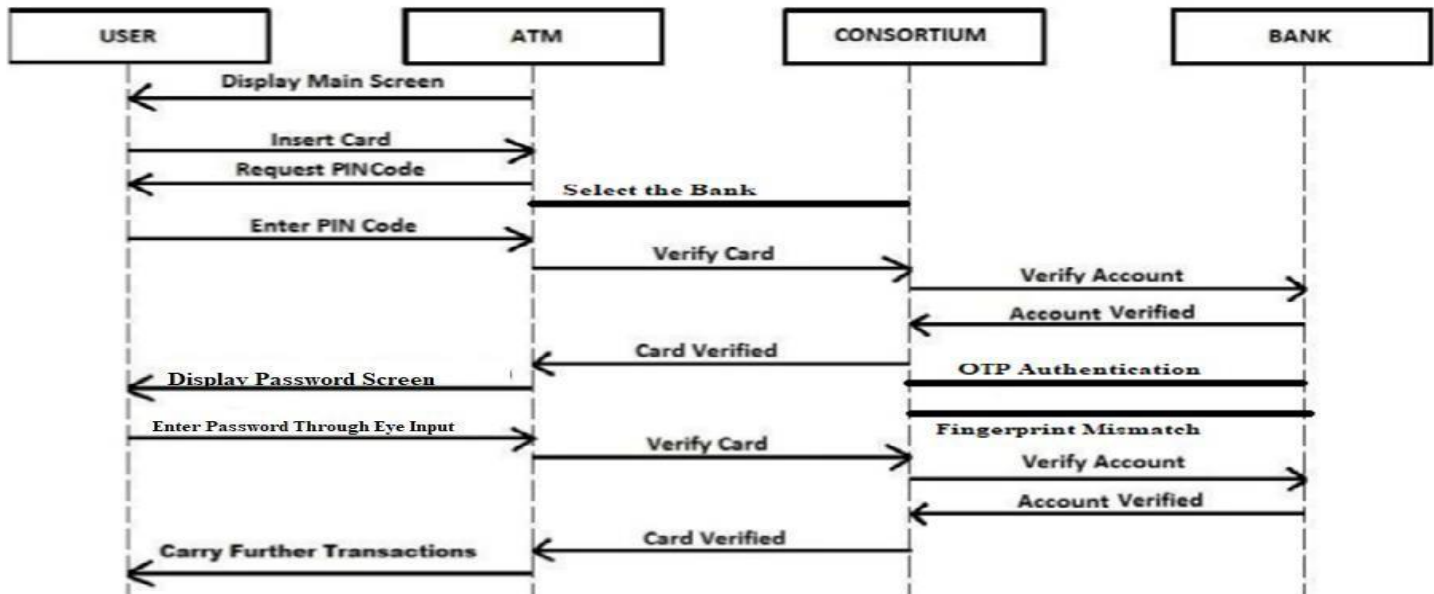 USER
ATM
CONSORTIUM
BANK
Display Main Screen
Insert Card
Request PINCode
Select the Bank
Enter PIN Code
Verify Card
Verify Account
Account Verified
Card Verified
OTP Authentication
Display Password Screen
Enter Password Through Eye Input
Fingerprint Mismatch
Verify Card
Verify Account
Account Verified
Card Verified
Carry Further Transactions